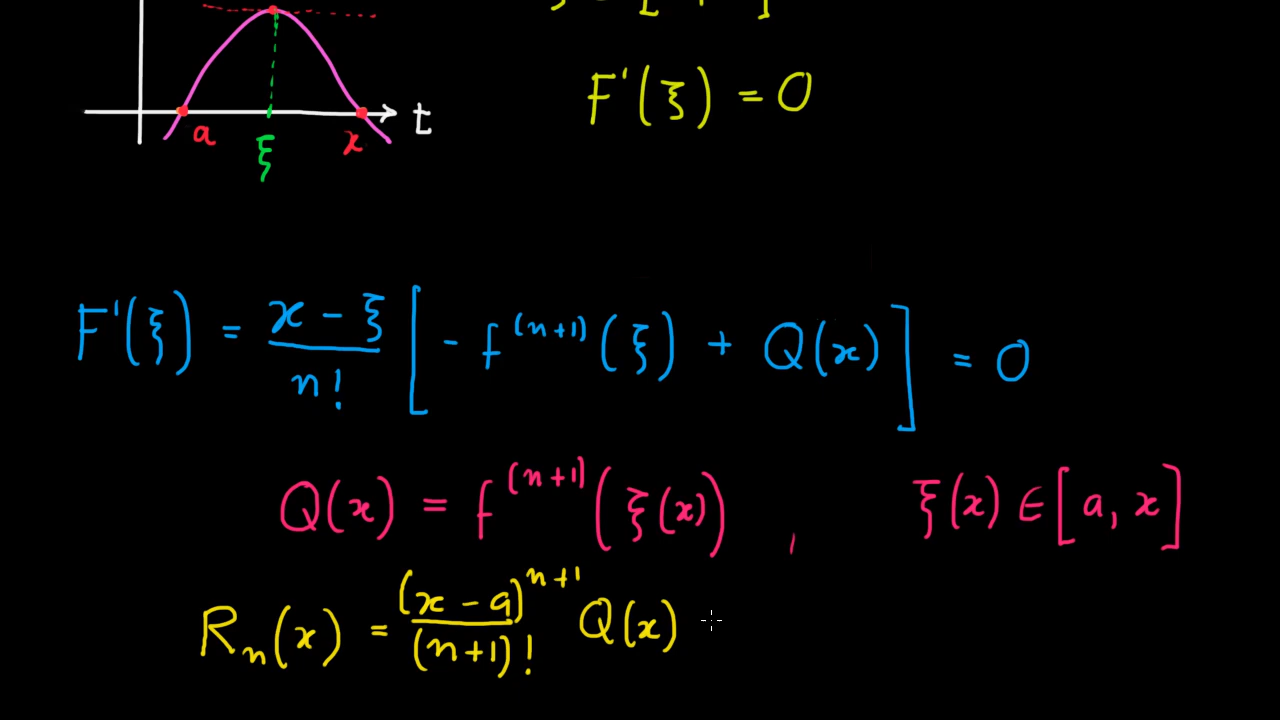 t
a
ξ
x
F'(ξ) = 0
F'(ξ) = x - ξ / n! [ - f^(n+1) (ξ) + Q(x) ] = 0
Q(x) = f^(n+1) (ξ(x)) , ξ(x) ∈ [a, x]
R_n(x) = (x - a)^n+1 / (n+1)! Q(x)